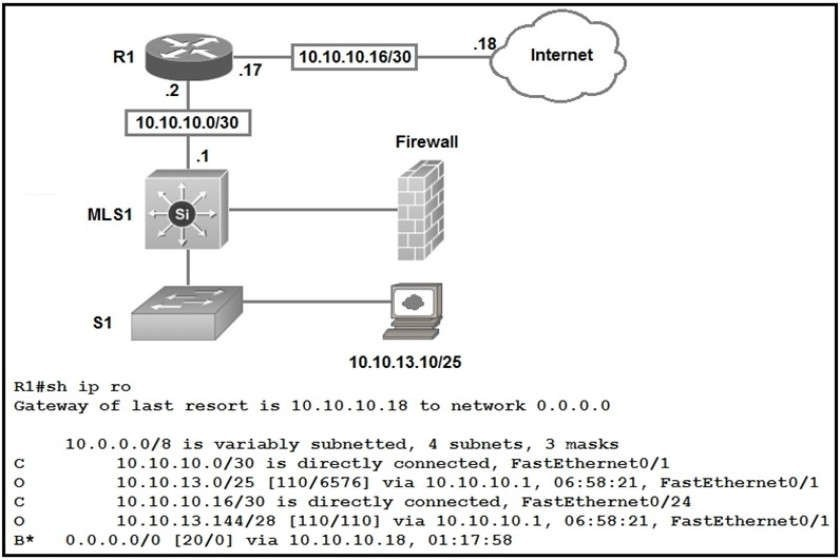 R1
.17
10.10.10.16/30
.18
Internet
.2
10.10.10.0/30
.1
Firewall
MLS1
Si
S1
10.10.13.10/25
R1#sh ip ro
Gateway of last resort is 10.10.10.18 to network 0.0.0.0
10.0.0.0/8 is variably subnetted, 4 subnets, 3 masks
C 10.10.10.0/30 is directly connected, FastEthernet0/1
O 10.10.13.0/25 [110/6576] via 10.10.10.1, 06:58:21, FastEthernet0/1
C 10.10.10.16/30 is directly connected, FastEthernet0/24
O 10.10.13.144/28 [110/110] via 10.10.10.1, 06:58:21, FastEthernet0/1
B* 0.0.0.0/0 [20/0] via 10.10.10.18, 01:17:58